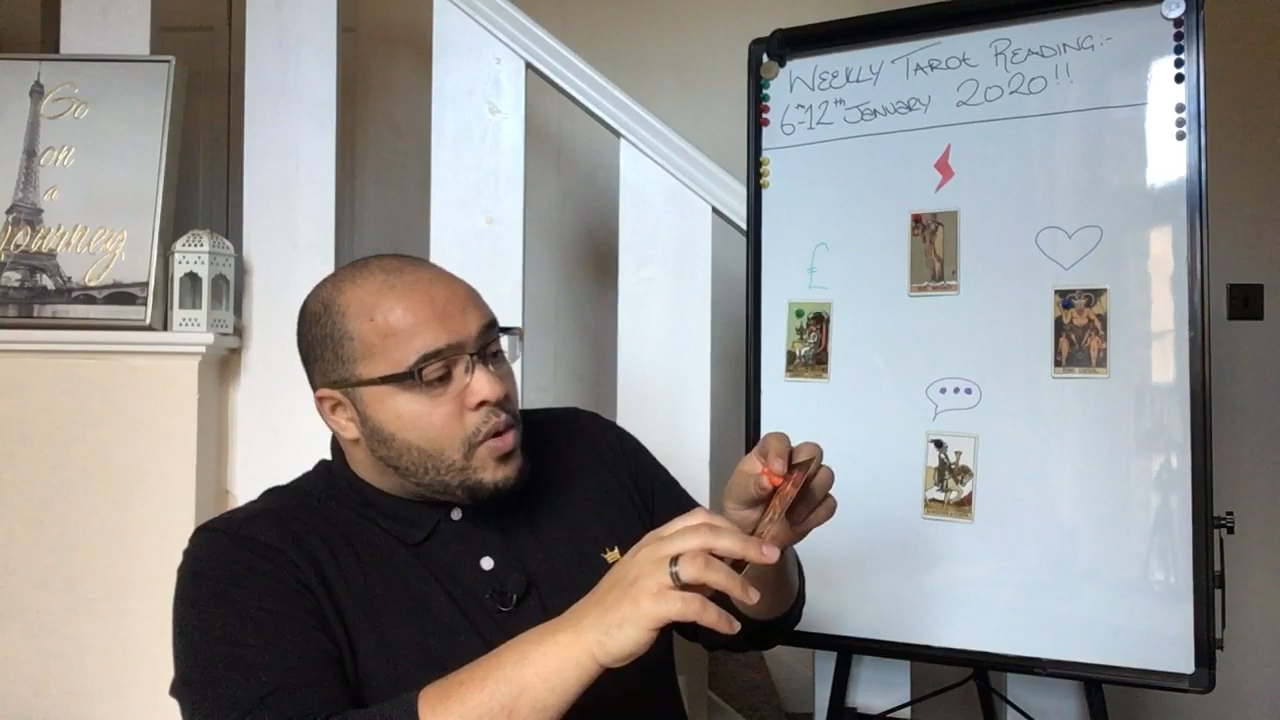 Go
on
a
Journey
WEEKLY TAROT READING:-
6th-12th JANUARY 2020!!
£